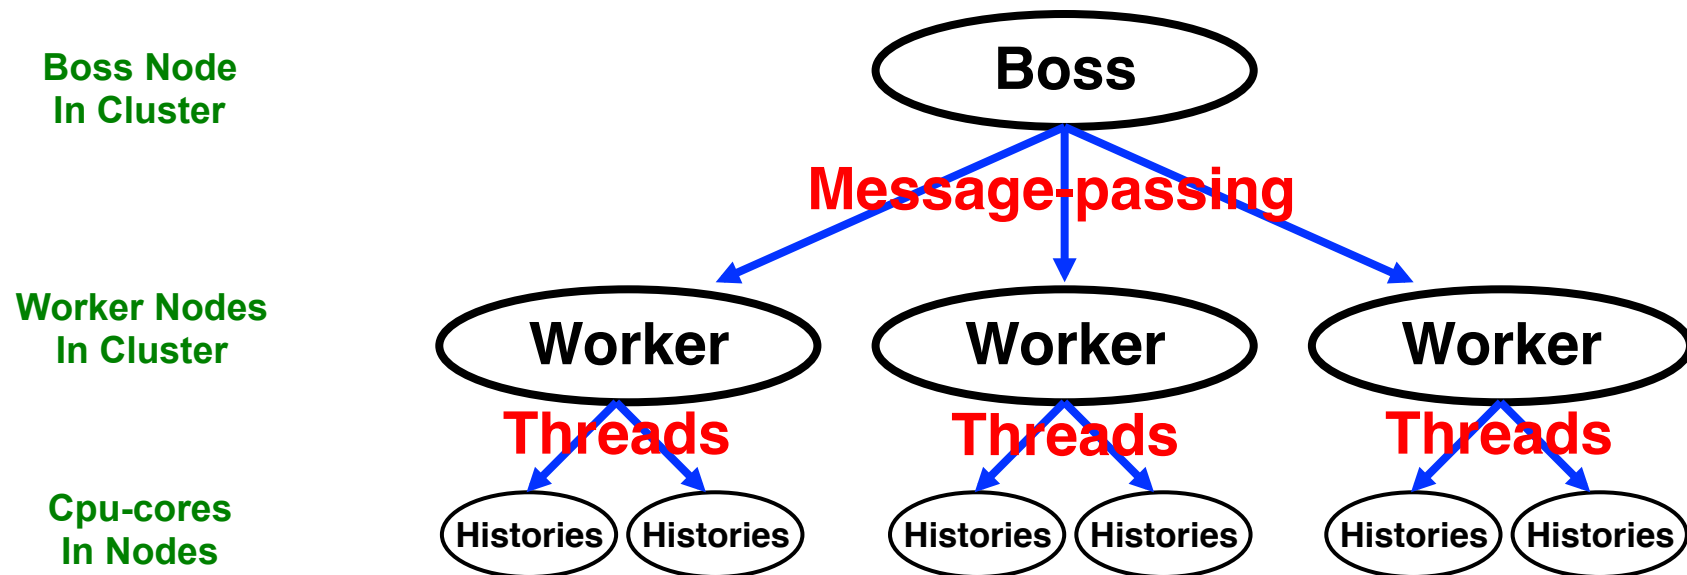 Boss Node
In Cluster
Boss
Message-passing
Worker Nodes
In Cluster
Worker
Worker
Worker
Threads
Threads
Threads
Cpu-cores
In Nodes
Histories
Histories
Histories
Histories
Histories
Histories